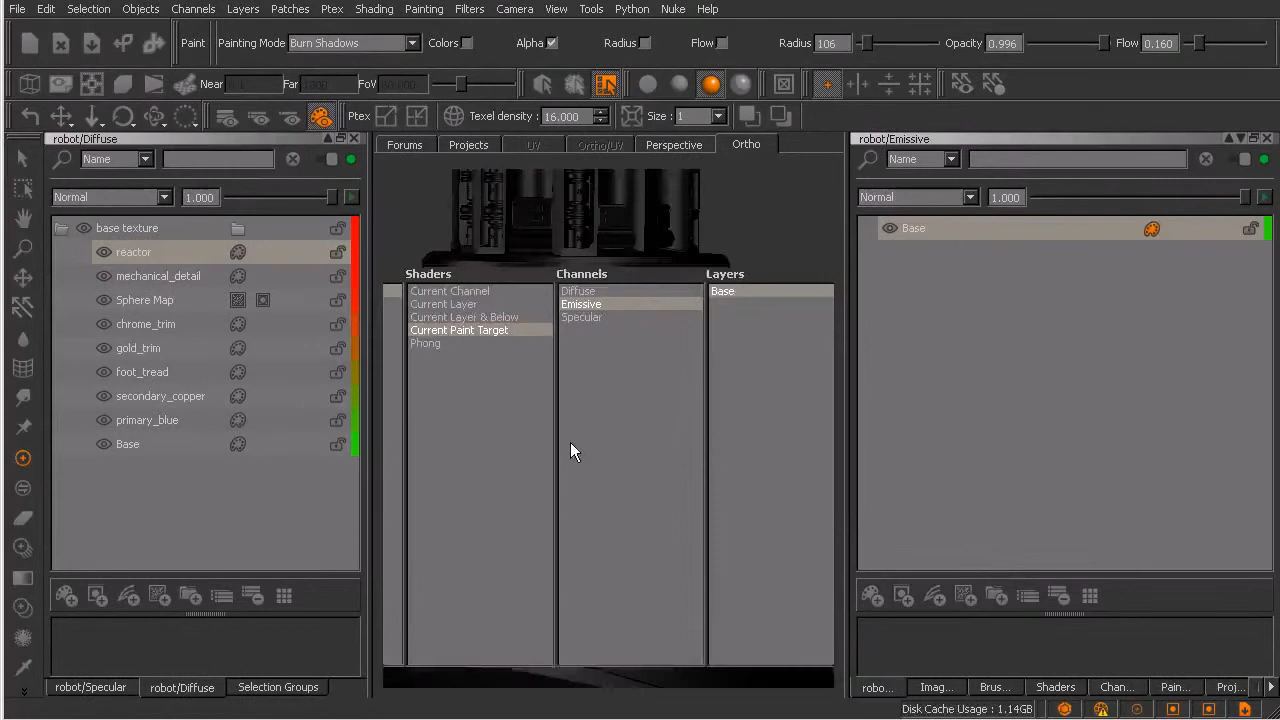 File Edit Selection Objects Channels Layers Patches Ptex Shading Painting Filters Camera View Tools Python Nuke Help
Paint Painting Mode Burn Shadows Colors Alpha Radius Flow Radius 106 Opacity 0.996 Flow 0.160
Near 0.1 Far 1000 FoV
Ptex Texel density: 16.000 Size : 1
robot/Diffuse
robot/Emissive
Forums Projects UV Ortho/UV Perspective Ortho
Name
Name
Normal 1.000
Normal 1.000
base texture
reactor
mechanical_detail
Sphere Map
chrome_trim
gold_trim
foot_tread
secondary_copper
primary_blue
Base
Shaders Channels Layers
Current Channel
Current Layer
Current Layer & Below
Current Paint Target
Phong
Diffuse
Emissive
Specular
Base
Base
robot/Specular robot/Diffuse Selection Groups
robo... Imag... Brus... Shaders Chan... Pain... Proj...
Disk Cache Usage : 1.14GB